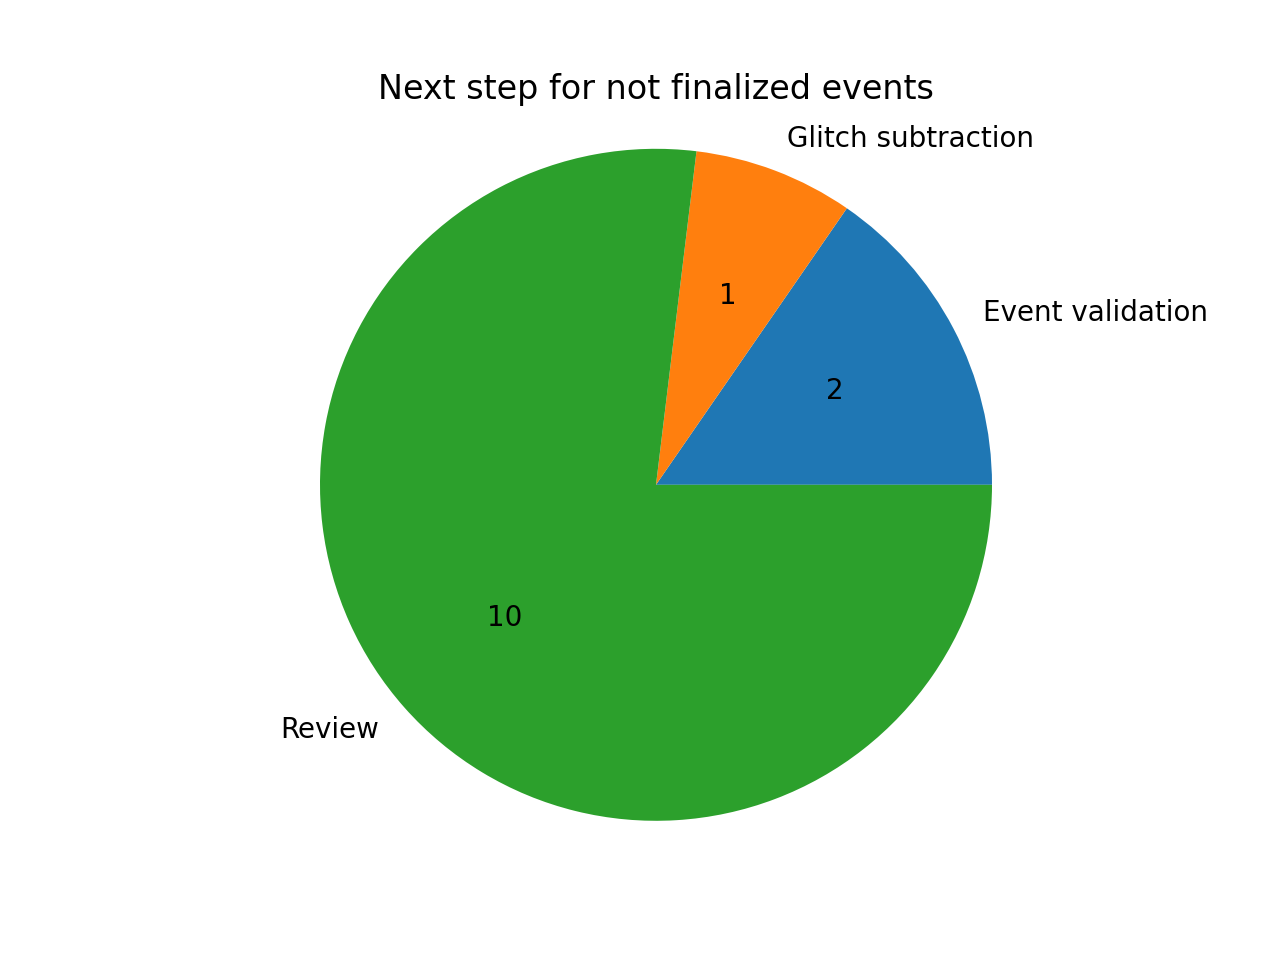 Next step for not finalized events
Glitch subtraction
1
Event validation
2
10
Review